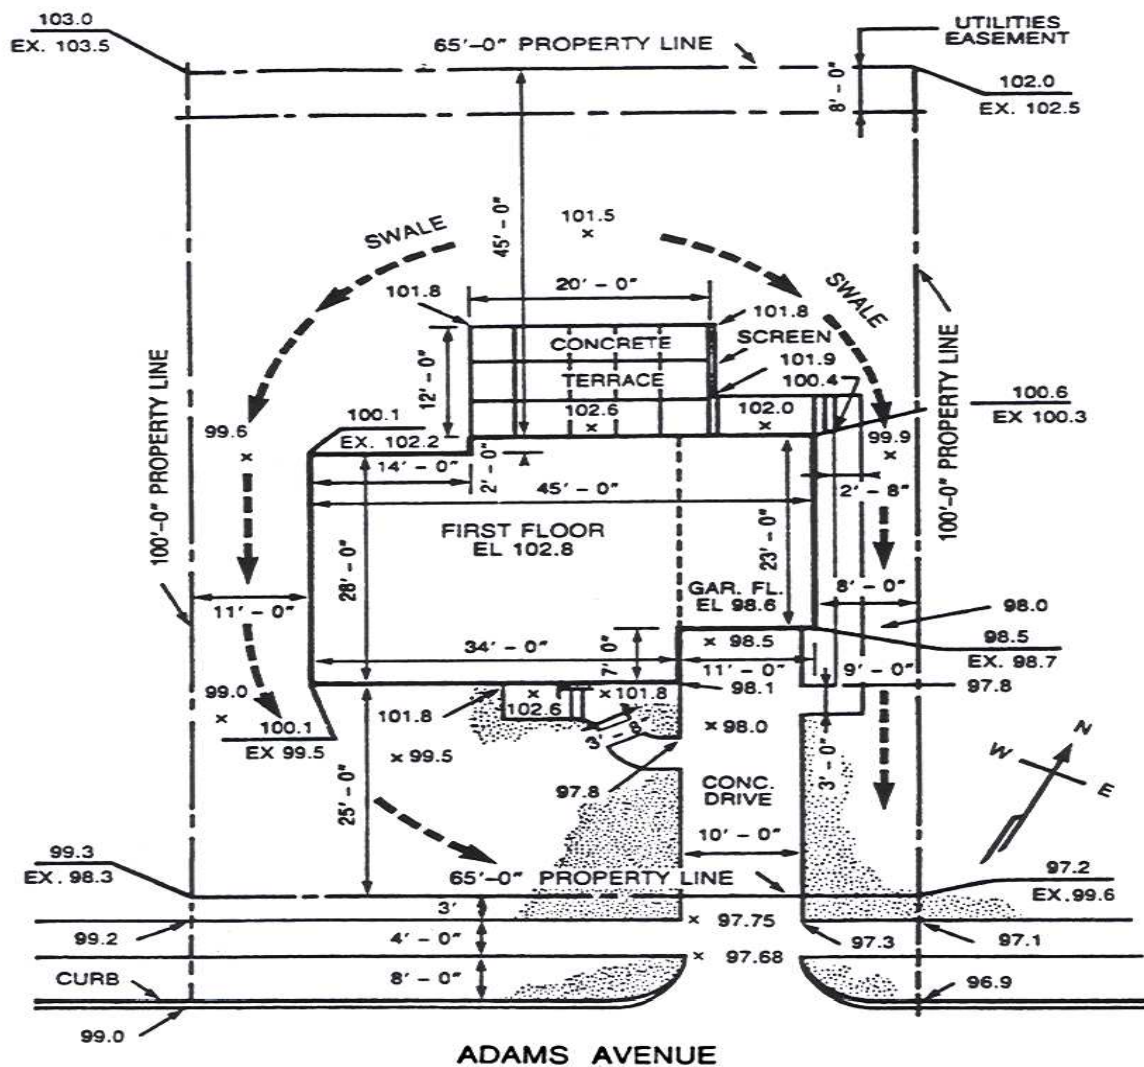 103.0
EX. 103.5
65'-0" PROPERTY LINE
UTILITIES
EASEMENT
8'-0"
102.0
EX. 102.5
SWALE
45'-0"
101.5
×
SWALE
101.8
20'-0"
101.8
CONCRETE
SCREEN
TERRACE
101.9
12'-0"
100.4
102.6
×
102.0
×
100'-0" PROPERTY LINE
100'-0" PROPERTY LINE
100.6
EX 100.3
99.6
×
100.1
EX. 102.2
99.9
×
14'-0"
2'-0"
2'-8"
45'-0"
FIRST FLOOR
EL 102.8
23'-0"
28'-0"
GAR. FL.
EL 98.6
11'-0"
8'-0"
98.0
× 98.5
98.5
EX. 98.7
34'-0"
7'-0"
11'-0"
9'-0"
99.0
×
101.8
×
102.6
× 101.8
98.1
97.8
100.1
EX 99.5
3'-8"
× 98.0
× 99.5
3'-0"
25'-0"
97.8
CONC.
DRIVE
N
W
E
10'-0"
99.3
EX. 98.3
65'-0" PROPERTY LINE
97.2
EX. 99.6
3'
× 97.75
99.2
4'-0"
97.3
97.1
× 97.68
CURB
8'-0"
96.9
99.0
ADAMS AVENUE